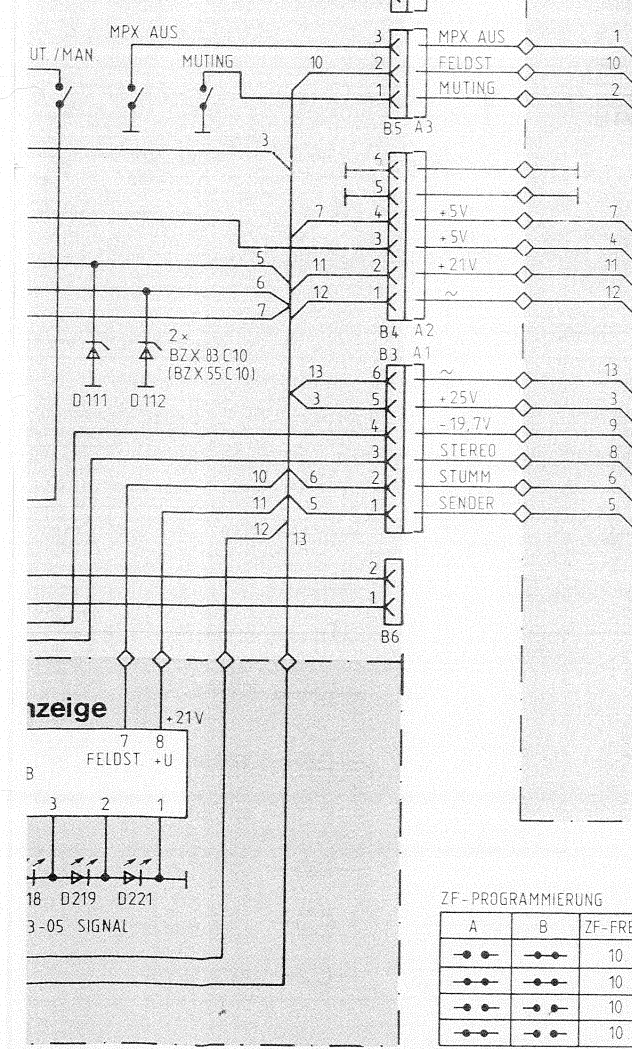 MPX AUS
UT./MAN
MUTING
10
3
2
1
MPX AUS
FELDST
MUTING
1
10
2
B5 A3
3
4
5
7
4
+5V
7
3
+5V
4
5
11
2
+21V
11
6
12
1
~
12
7
B4 A2
2×
BZX 83 C10
(BZX 55 C 10)
D111 D112
B3 A1
13
6
~
13
3
5
+25V
3
4
-19,7V
9
3
STEREO
8
10
6
2
STUMM
6
11
5
1
SENDER
5
12
13
2
1
B6
nzeige
+21V
7 8
FELDST. +U
B
3 2 1
18 D219 D221
3-05 SIGNAL
ZF-PROGRAMMIERUNG
A B ZF-FRE
10
10
10
10